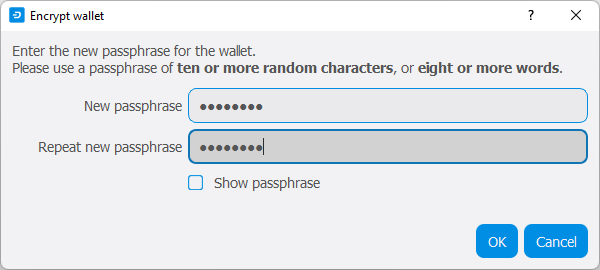 Encrypt wallet
Enter the new passphrase for the wallet.
Please use a passphrase of ten or more random characters, or eight or more words.
New passphrase ●●●●●●●●
Repeat new passphrase ●●●●●●●●
Show passphrase
OK Cancel